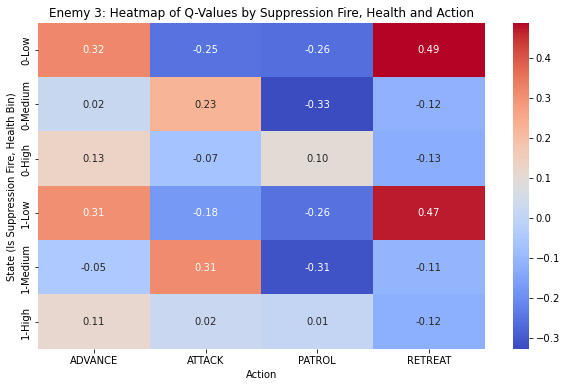 Enemy 3: Heatmap of Q-Values by Suppression Fire, Health and Action
State (Is Suppression Fire, Health Bin)
0-Low 0.32 -0.25 -0.26 0.49
0-Medium 0.02 0.23 -0.33 -0.12
0-High 0.13 -0.07 0.10 -0.13
1-Low 0.31 -0.18 -0.26 0.47
1-Medium -0.05 0.31 -0.31 -0.11
1-High 0.11 0.02 0.01 -0.12
ADVANCE ATTACK PATROL RETREAT
Action
0.4
0.3
0.2
0.1
0.0
−0.1
−0.2
−0.3